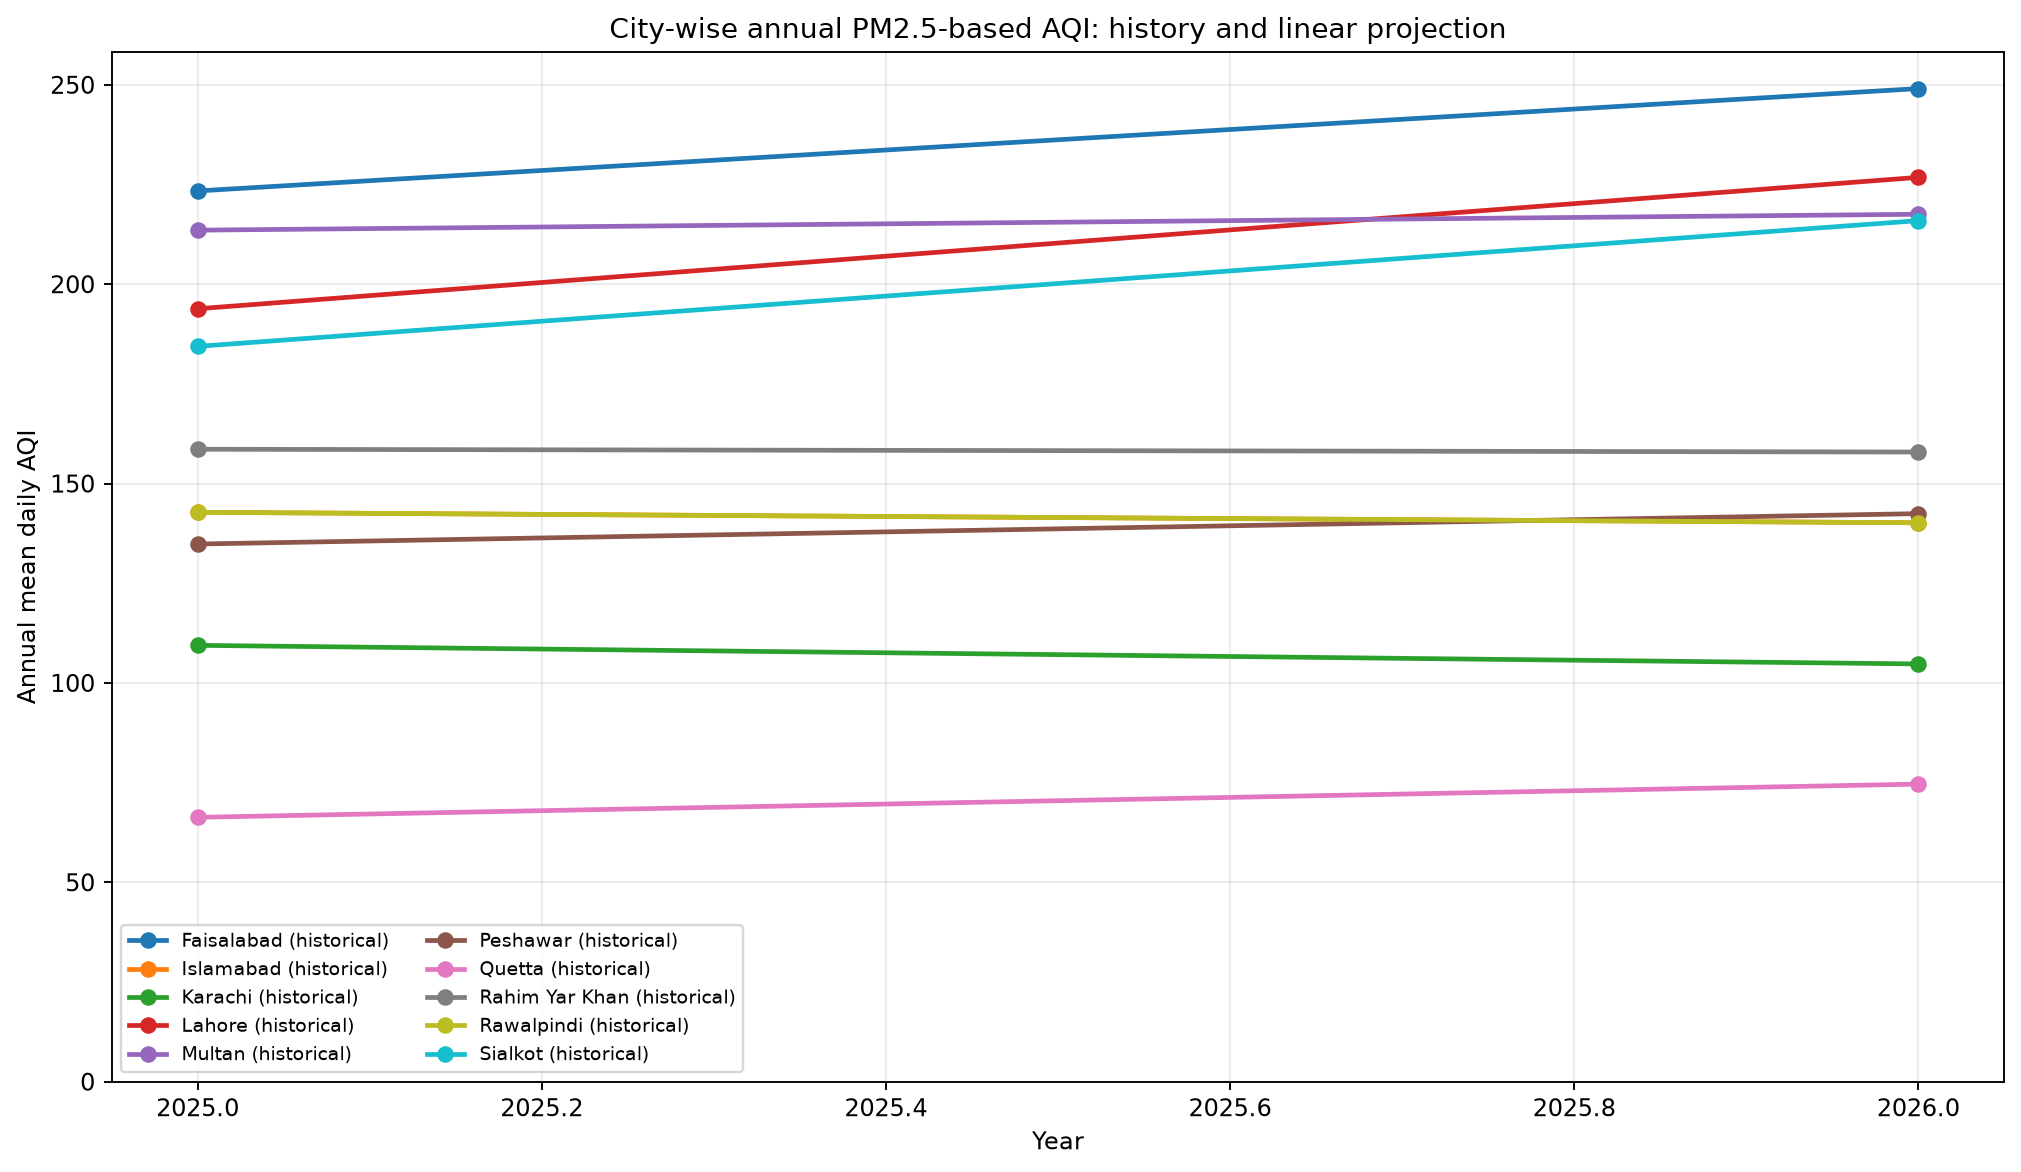 City-wise annual PM2.5-based AQI: history and linear projection
Annual mean daily AQI
250
200
150
100
50
0
Faisalabad (historical)
Islamabad (historical)
Karachi (historical)
Lahore (historical)
Multan (historical)
Peshawar (historical)
Quetta (historical)
Rahim Yar Khan (historical)
Rawalpindi (historical)
Sialkot (historical)
2025.0 2025.2 2025.4 2025.6 2025.8 2026.0
Year